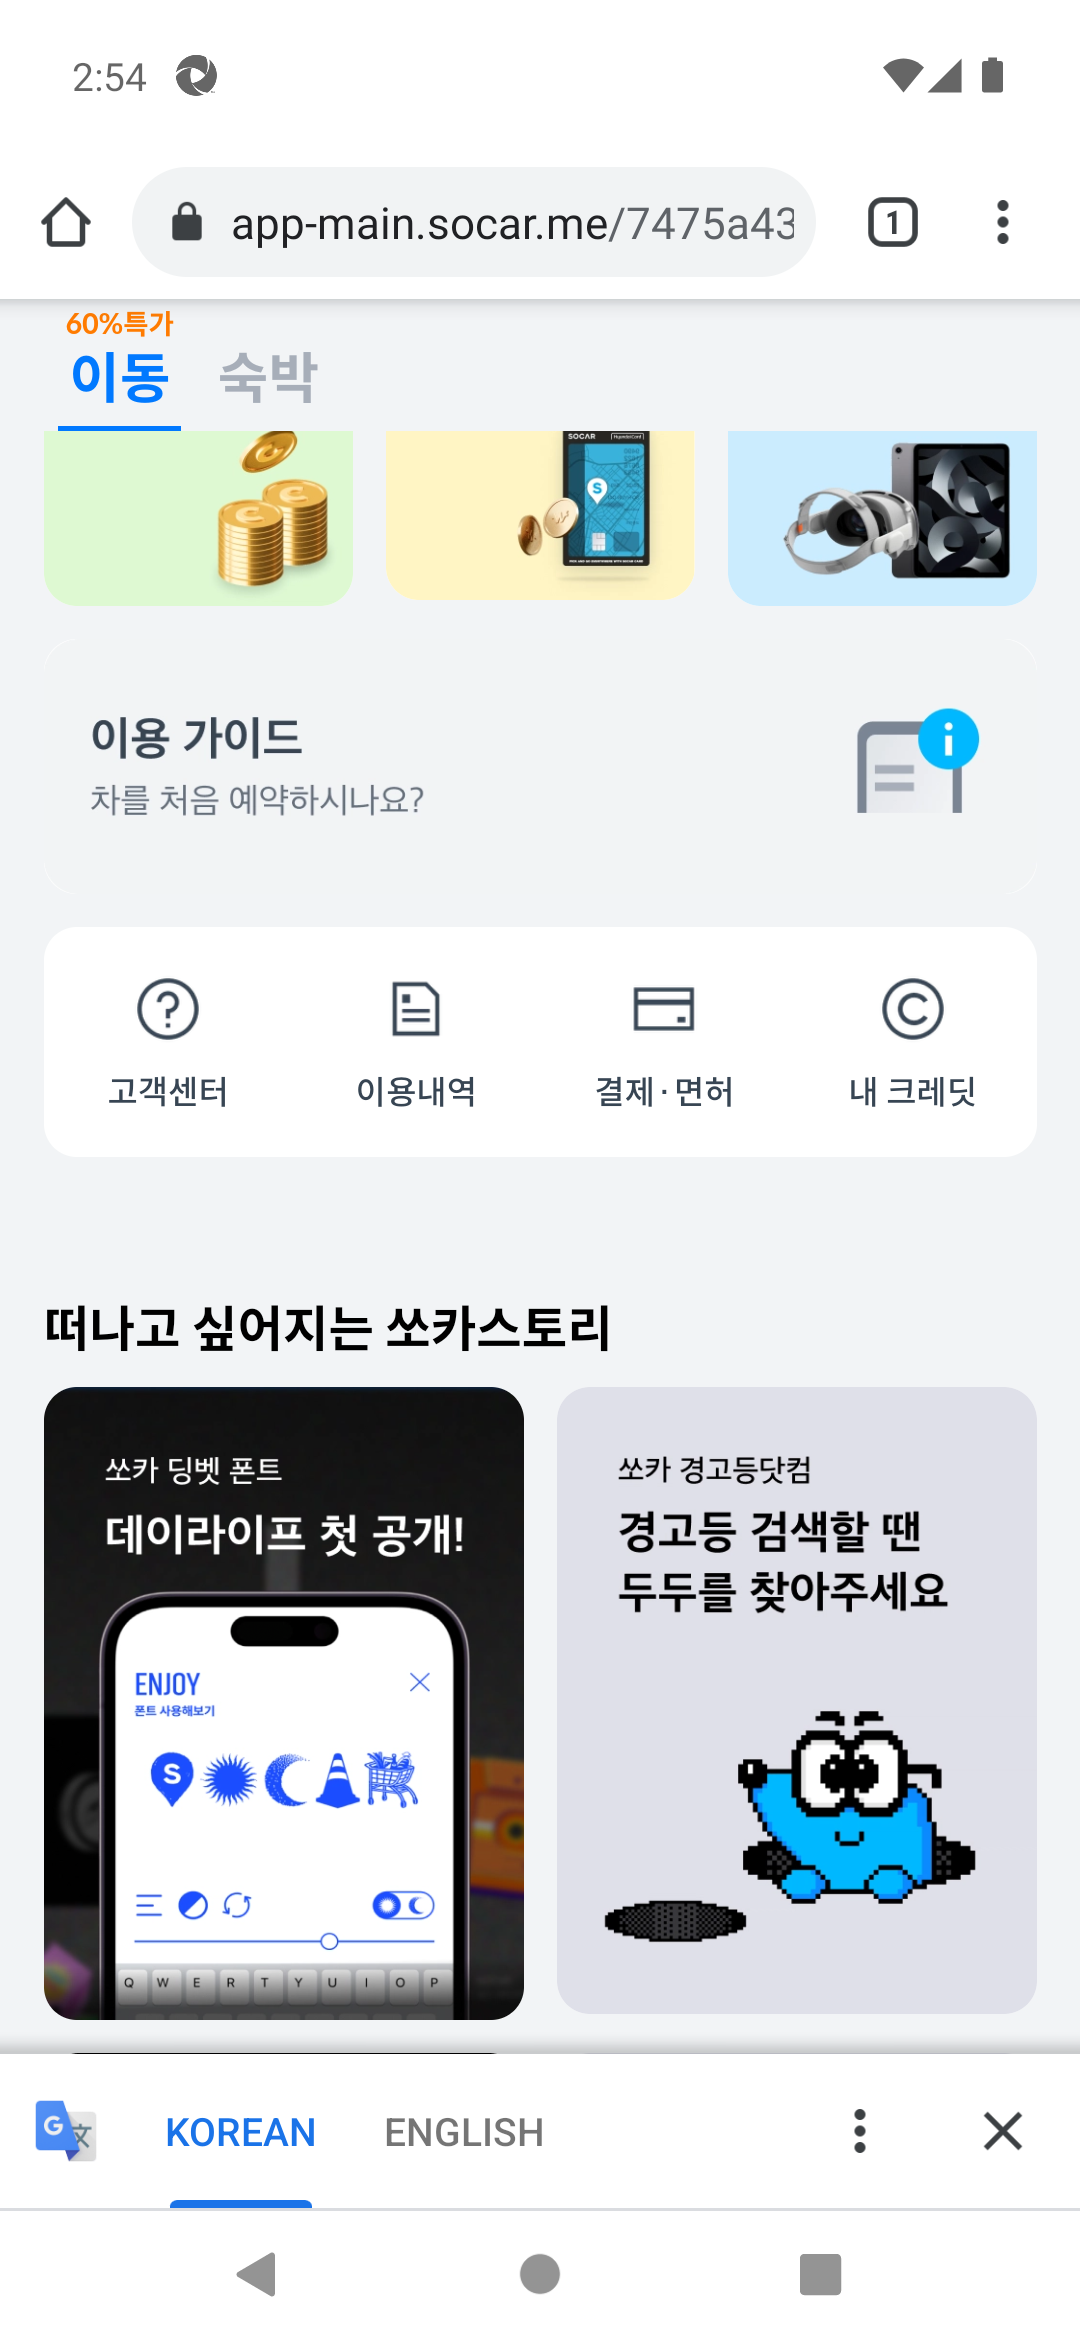 2:54
app-main.socar.me/7475a43
1
60%특가
이동 숙박
SOCAR
이용 가이드
차를 처음 예약하시나요?
고객센터 이용내역 결제·면허 내 크레딧
떠나고 싶어지는 쏘카스토리
쏘카 딩벳 폰트
데이라이프 첫 공개!
ENJOY
폰트 사용해보기
S
Q W E R T Y U I O P
쏘카 경고등닷컴
경고등 검색할 땐
두두를 찾아주세요
KOREAN ENGLISH